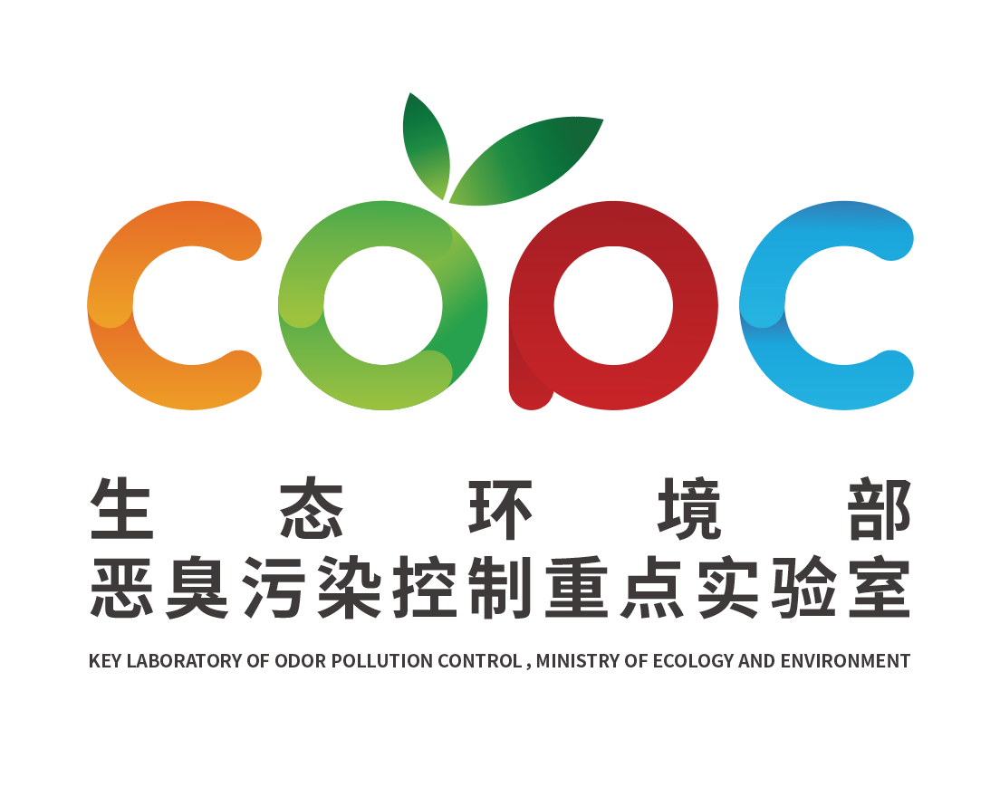 copc
生态环境部
恶臭污染控制重点实验室
KEY LABORATORY OF ODOR POLLUTION CONTROL , MINISTRY OF ECOLOGY AND ENVIRONMENT